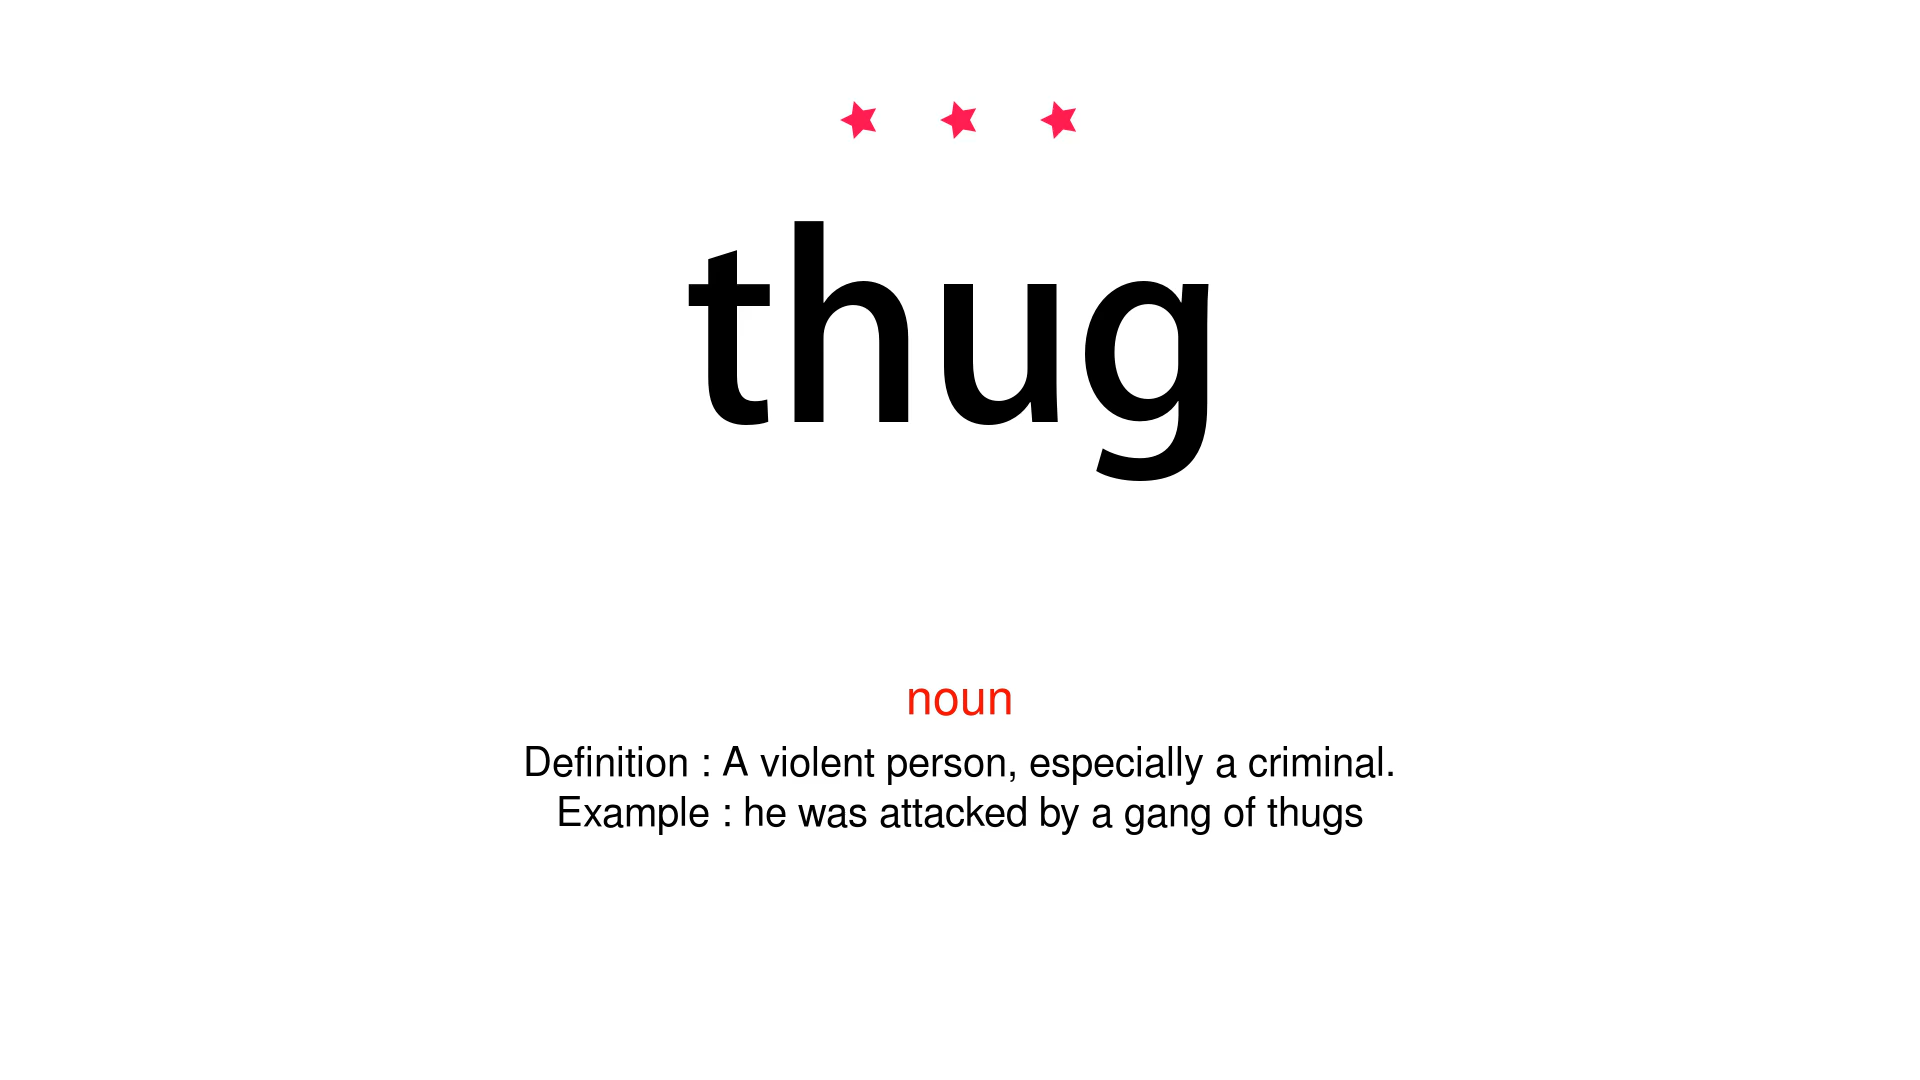 thug
noun
Definition : A violent person, especially a criminal.
Example : he was attacked by a gang of thugs